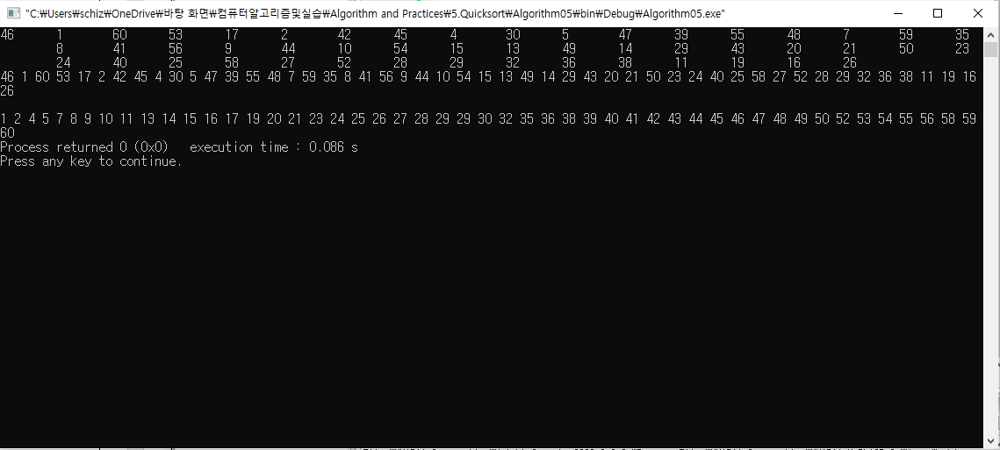 "C:₩Users₩schiz₩OneDrive₩바탕 화면₩컴퓨터알고리즘및실습₩Algorithm and Practices₩5.Quicksort₩Algorithm05₩bin₩Debug₩Algorithm05.exe"
46 1 60 53 17 2 42 45 4 30 5 47 39 55 48 7 59 35
8 41 56 9 44 10 54 15 13 49 14 29 43 20 21 50 23
24 40 25 58 27 52 28 29 32 36 38 11 19 16 26
46 1 60 53 17 2 42 45 4 30 5 47 39 55 48 7 59 35 8 41 56 9 44 10 54 15 13 49 14 29 43 20 21 50 23 24 40 25 58 27 52 28 29 32 36 38 11 19 16
26
1 2 4 5 7 8 9 10 11 13 14 15 16 17 19 20 21 23 24 25 26 27 28 29 29 30 32 35 36 38 39 40 41 42 43 44 45 46 47 48 49 50 52 53 54 55 56 58 59
60
Process returned 0 (0x0) execution time : 0.086 s
Press any key to continue.